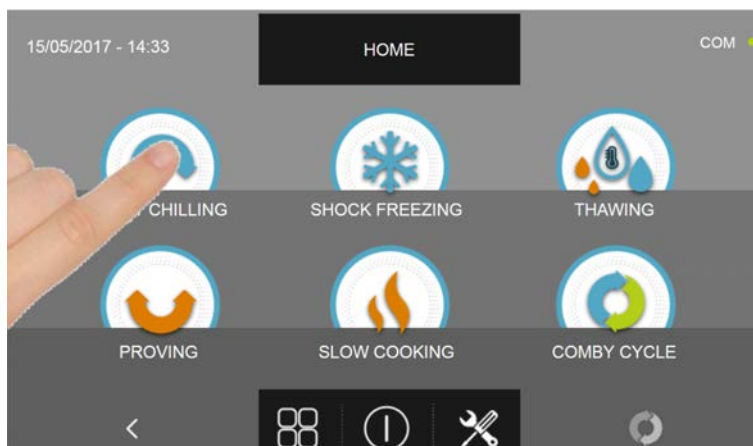 15/05/2017 - 14:33
HOME
COM
CHILLING
SHOCK FREEZING
THAWING
PROVING
SLOW COOKING
COMBY CYCLE